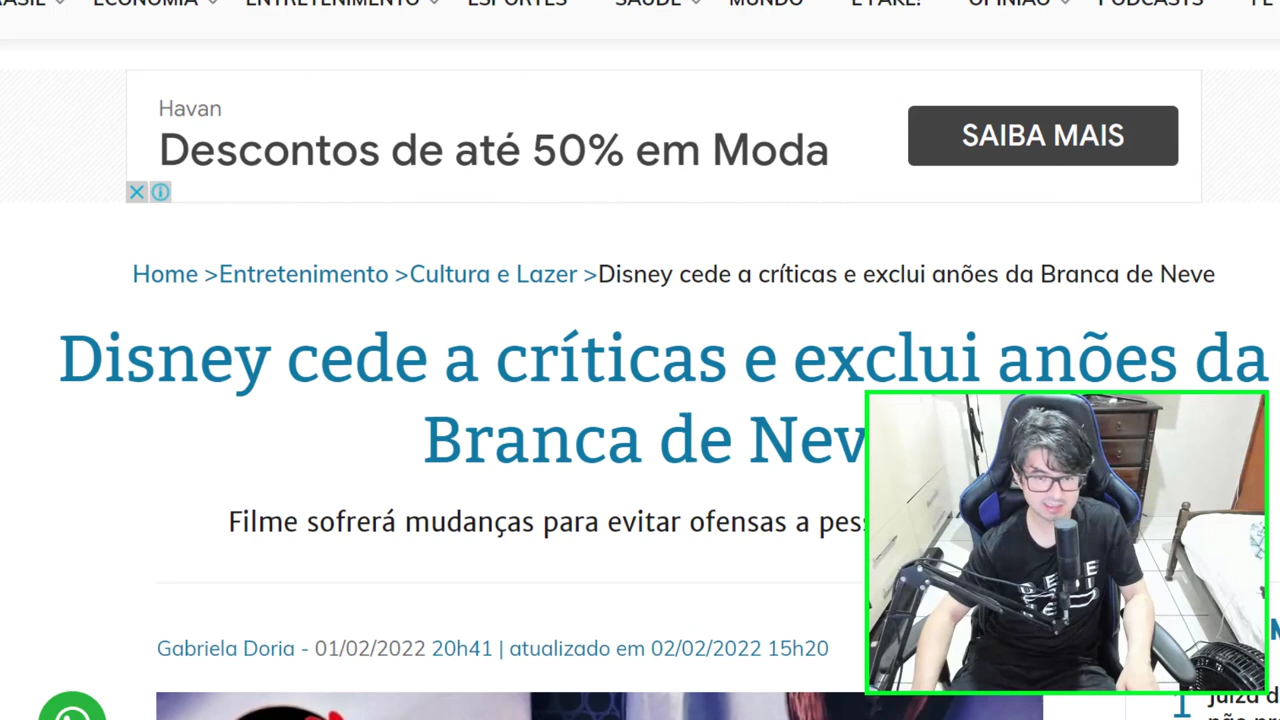 ECONOMIA ENTRETENIMENTO ESPORTES SAÚDE MUNDO É FAKE! OPINIÃO PODCASTS
Havan
Descontos de até 50% em Moda
SAIBA MAIS
Home >Entretenimento >Cultura e Lazer >Disney cede a críticas e exclui anões da Branca de Neve
Disney cede a críticas e exclui anões da
Branca de Nev
Filme sofrerá mudanças para evitar ofensas a pess
Gabriela Doria - 01/02/2022 20h41 | atualizado em 02/02/2022 15h20
1